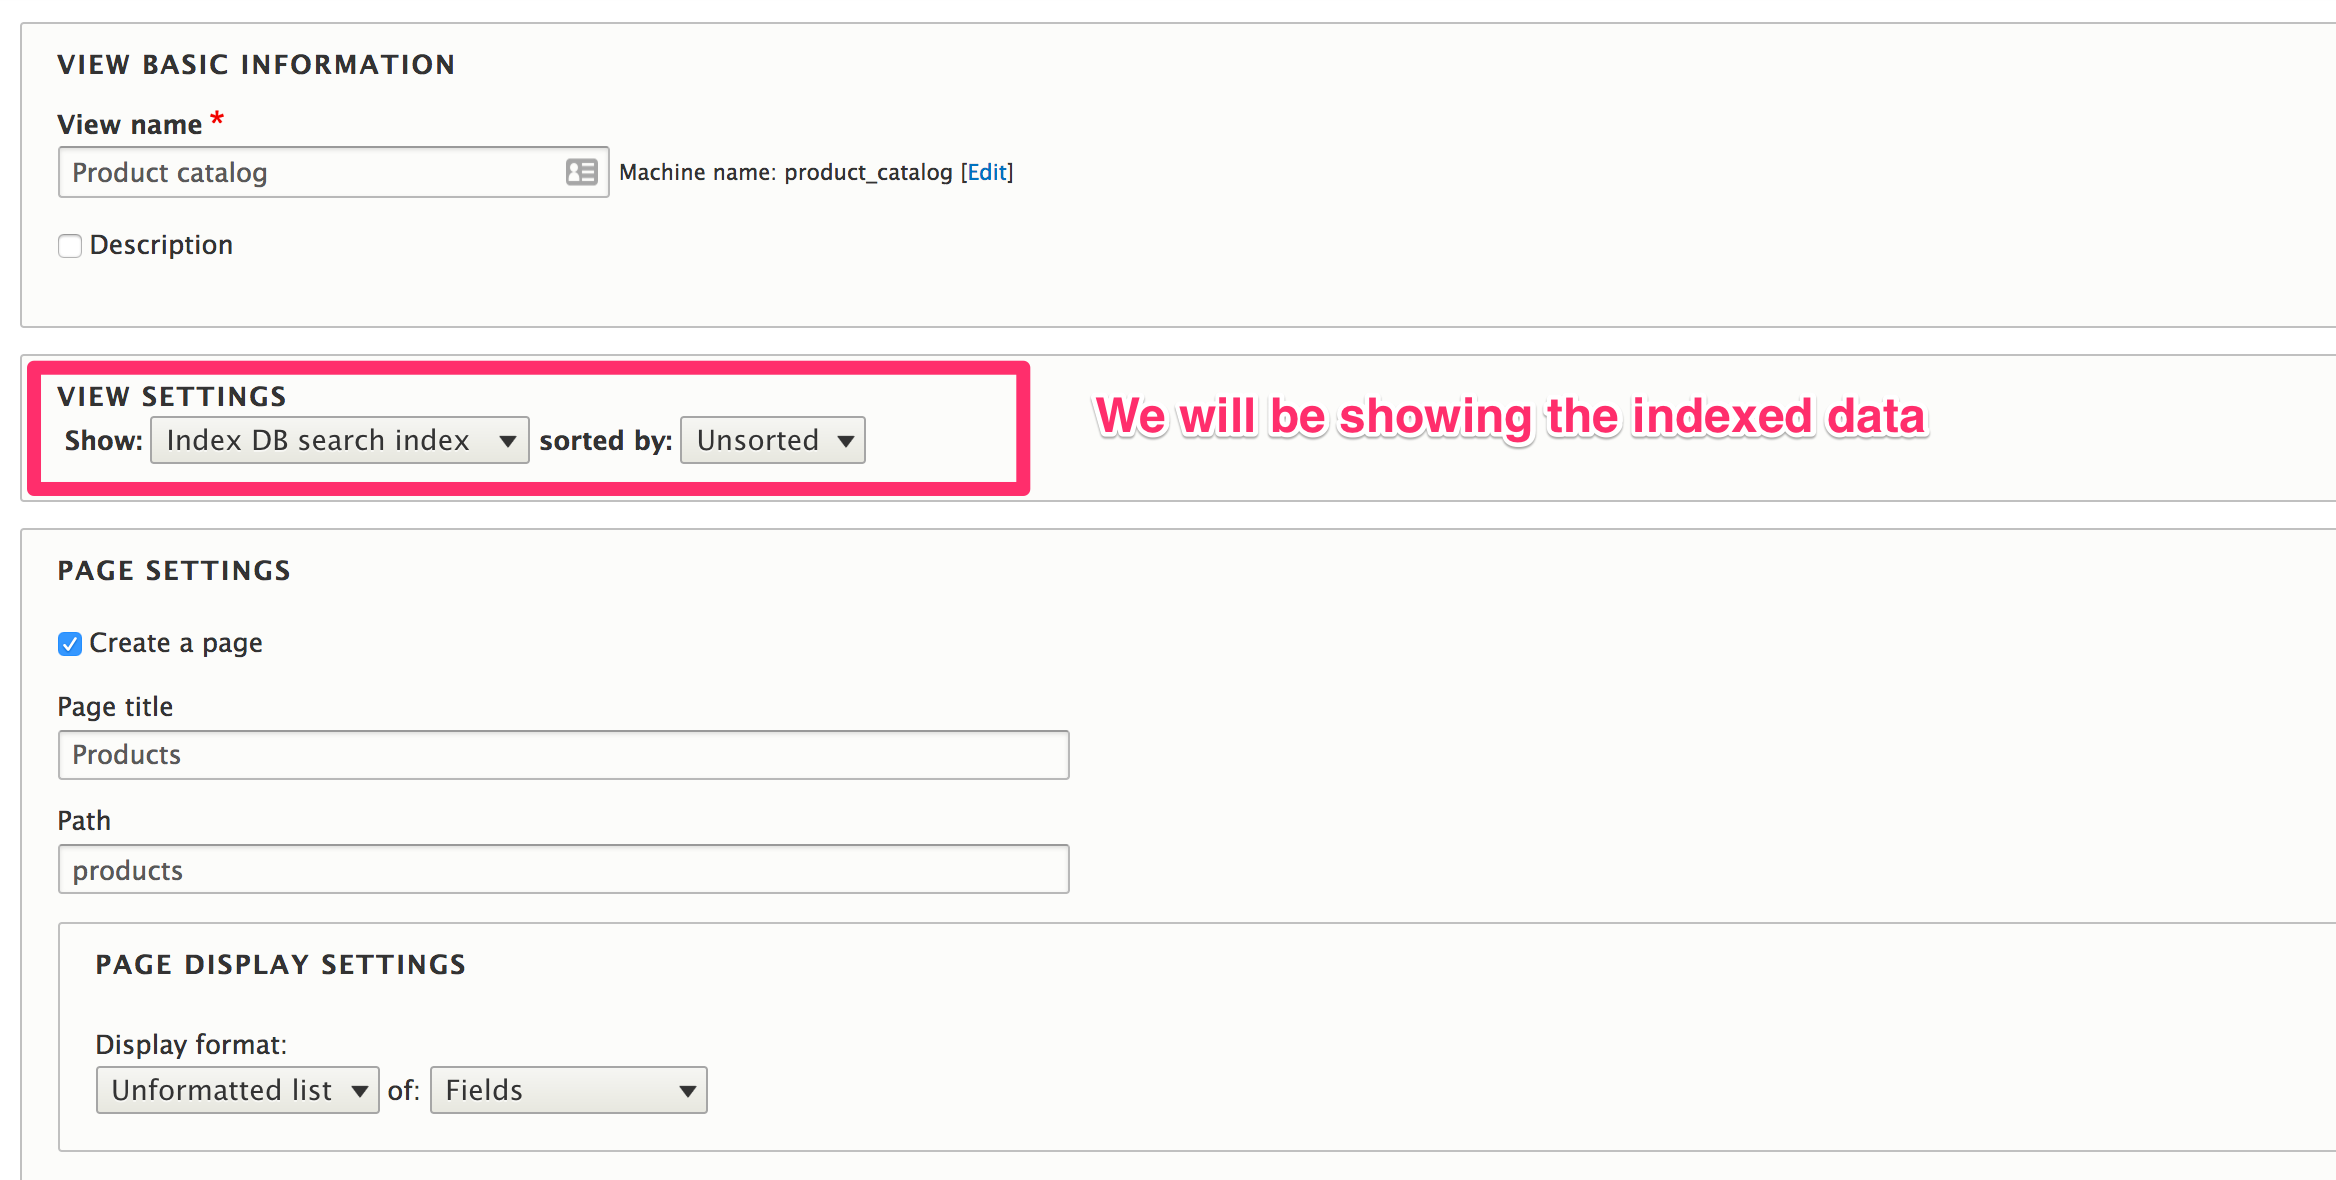 VIEW BASIC INFORMATION
View name *
Product catalog Machine name: product_catalog [Edit]
Description
VIEW SETTINGS
Show: Index DB search index sorted by: Unsorted
We will be showing the indexed data
PAGE SETTINGS
Create a page
Page title
Products
Path
products
PAGE DISPLAY SETTINGS
Display format:
Unformatted list of: Fields